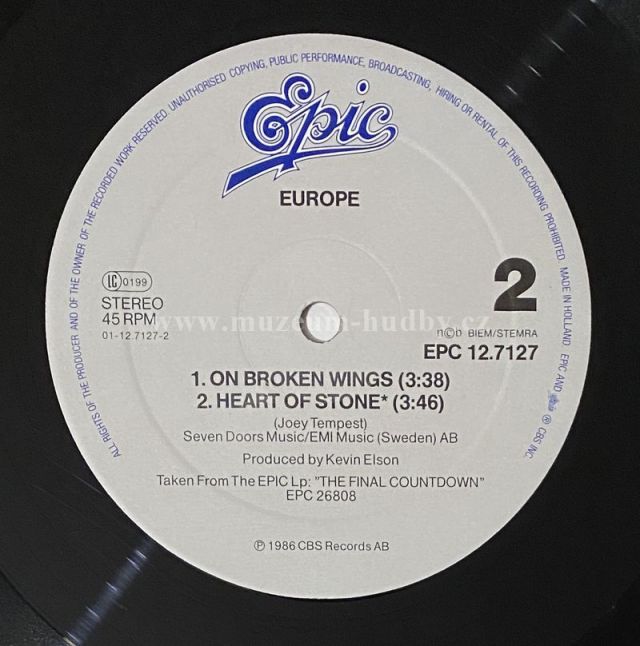 ALL RIGHTS OF THE PRODUCER AND OF THE OWNER OF THE RECORDED WORK RESERVED. UNAUTHORISED COPYING, PUBLIC PERFORMANCE, BROADCASTING, HIRING OR RENTAL OF THIS RECORDING PROHIBITED. MADE IN HOLLAND. EPIC AND Epic ℗ CBS INC.
Epic
EUROPE
LC 0199
STEREO
45 RPM
01-12.7127-2
2
www.muzeum-hudby.cz
n©b BIEM/STEMRA
EPC 12.7127
1. ON BROKEN WINGS (3:38)
2. HEART OF STONE* (3:46)
(Joey Tempest)
Seven Doors Music/EMI Music (Sweden) AB
Produced by Kevin Elson
Taken From The EPIC Lp: "THE FINAL COUNTDOWN"
EPC 26808
℗ 1986 CBS Records AB